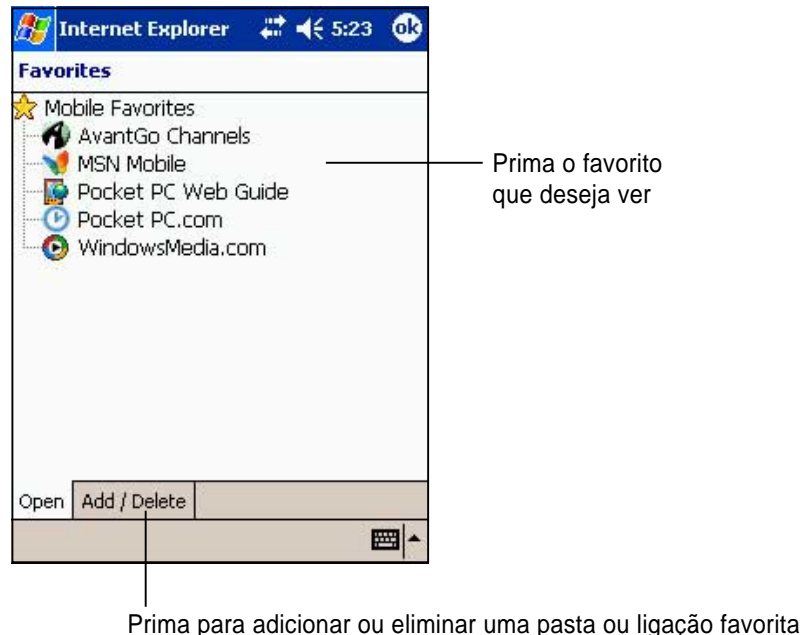 Internet Explorer 5:23 ok
Favorites
Mobile Favorites
AvantGo Channels
MSN Mobile
Pocket PC Web Guide
Pocket PC.com
WindowsMedia.com
Prima o favorito
que deseja ver
Open Add / Delete
Prima para adicionar ou eliminar uma pasta ou ligação favorita